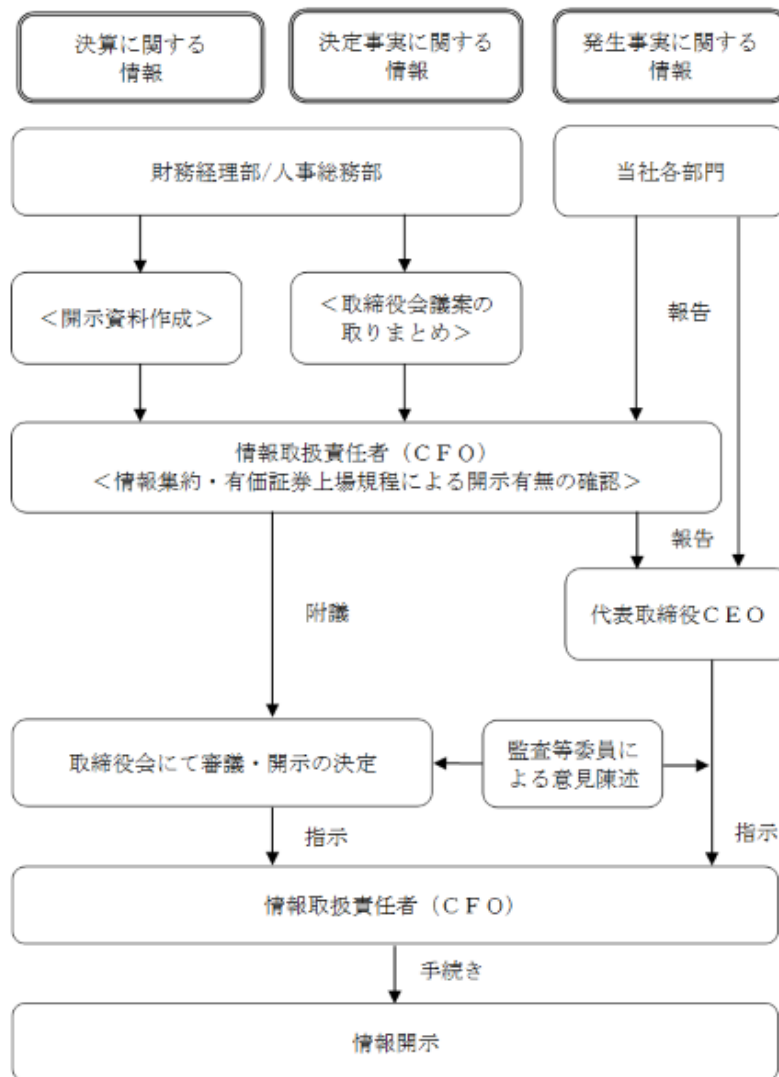 決算に関する
情報
決定事実に関する
情報
発生事実に関する
情報
財務経理部/人事総務部
当社各部門
＜開示資料作成＞
＜取締役会議案の
取りまとめ＞
報告
情報取扱責任者（ＣＦＯ）
＜情報集約・有価証券上場規程による開示有無の確認＞
報告
附議
代表取締役ＣＥＯ
取締役会にて審議・開示の決定
監査等委員に
よる意見陳述
指示
指示
情報取扱責任者（ＣＦＯ）
手続き
情報開示